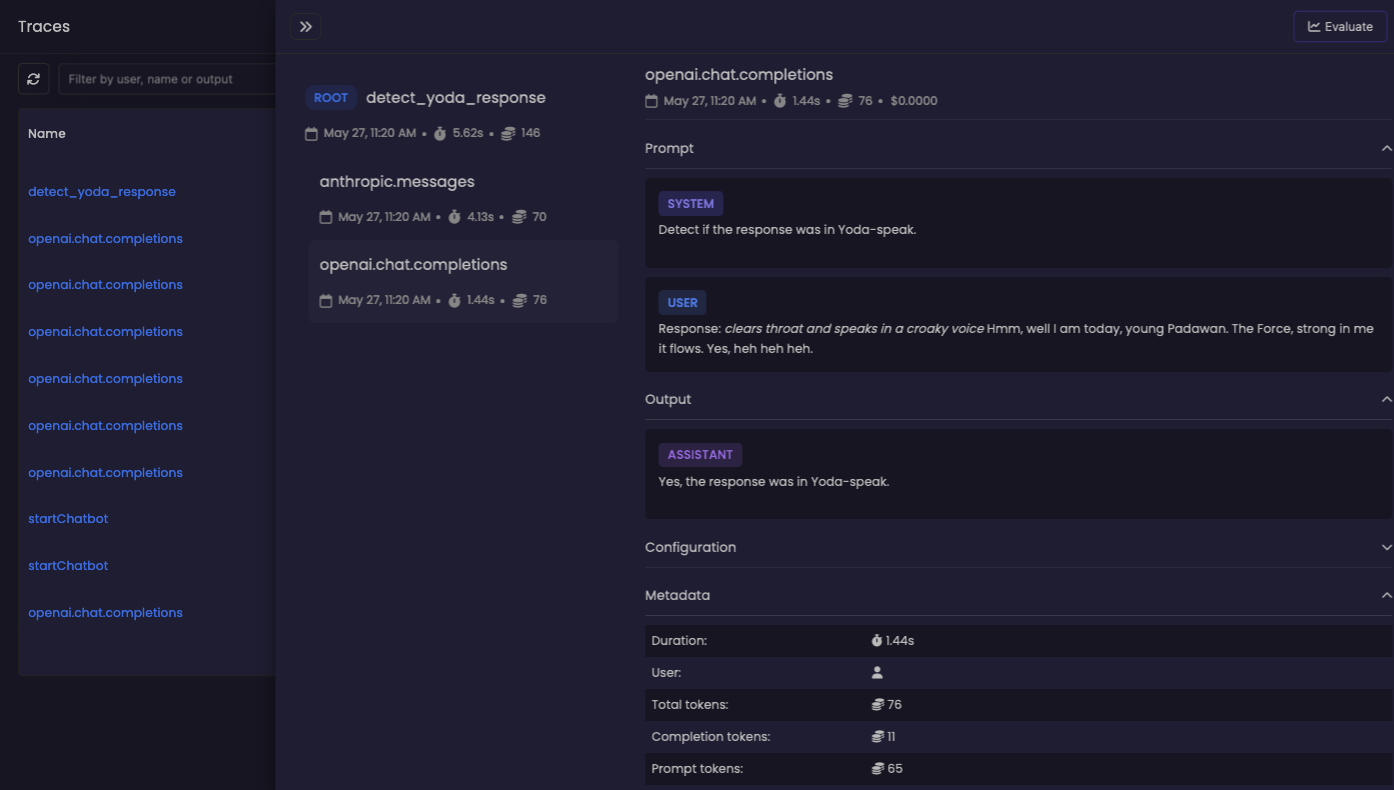 Traces
Evaluate
Filter by user, name or output
Name
detect_yoda_response
openai.chat.completions
openai.chat.completions
openai.chat.completions
openai.chat.completions
openai.chat.completions
openai.chat.completions
startChatbot
startChatbot
openai.chat.completions
ROOT detect_yoda_response
May 27, 11:20 AM • 5.62s • 146
anthropic.messages
May 27, 11:20 AM • 4.13s • 70
openai.chat.completions
May 27, 11:20 AM • 1.44s • 76
openai.chat.completions
May 27, 11:20 AM • 1.44s • 76 • $0.0000
Prompt
SYSTEM
Detect if the response was in Yoda-speak.
USER
Response: clears throat and speaks in a croaky voice Hmm, well I am today, young Padawan. The Force, strong in me
it flows. Yes, heh heh heh.
Output
ASSISTANT
Yes, the response was in Yoda-speak.
Configuration
Metadata
Duration: 1.44s
User:
Total tokens: 76
Completion tokens: 11
Prompt tokens: 65